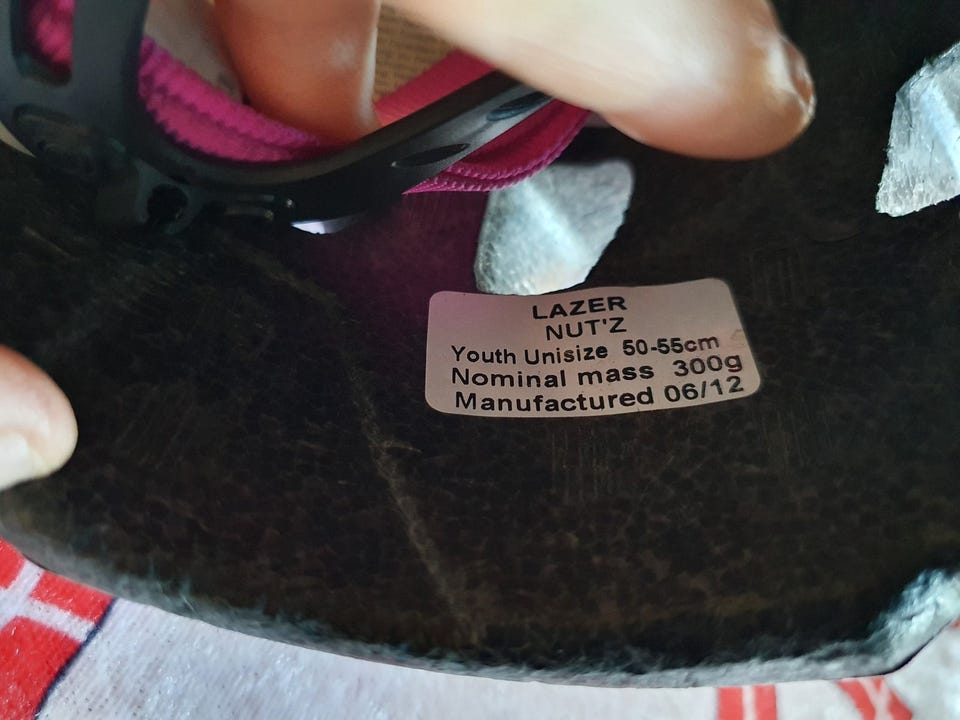 LAZER
NUT'Z
Youth Unisize 50-55cm
Nominal mass 300g
Manufactured 06/12